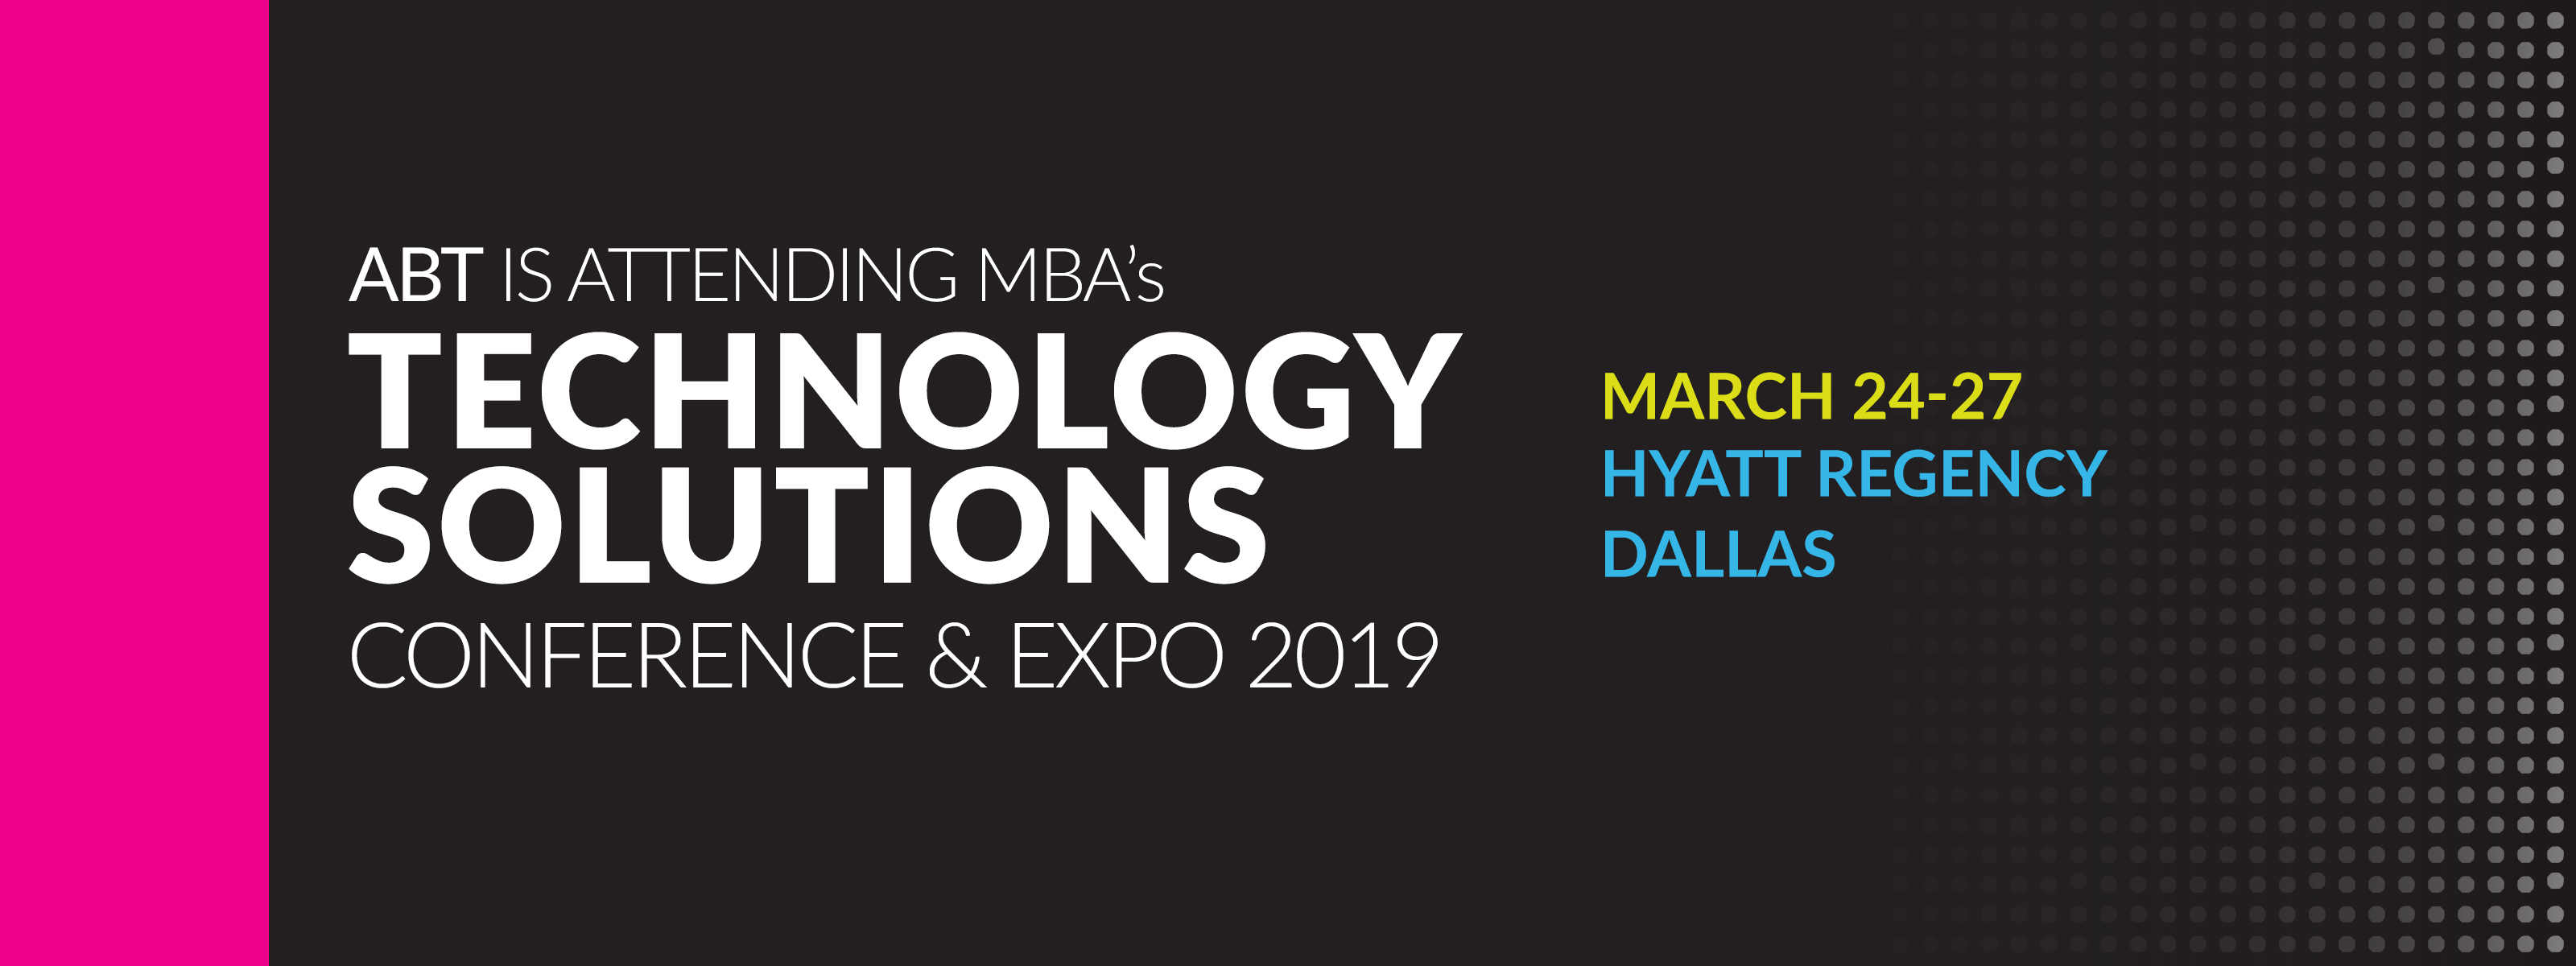 ABT IS ATTENDING MBA’s
TECHNOLOGY
SOLUTIONS
CONFERENCE & EXPO 2019
MARCH 24-27
HYATT REGENCY
DALLAS